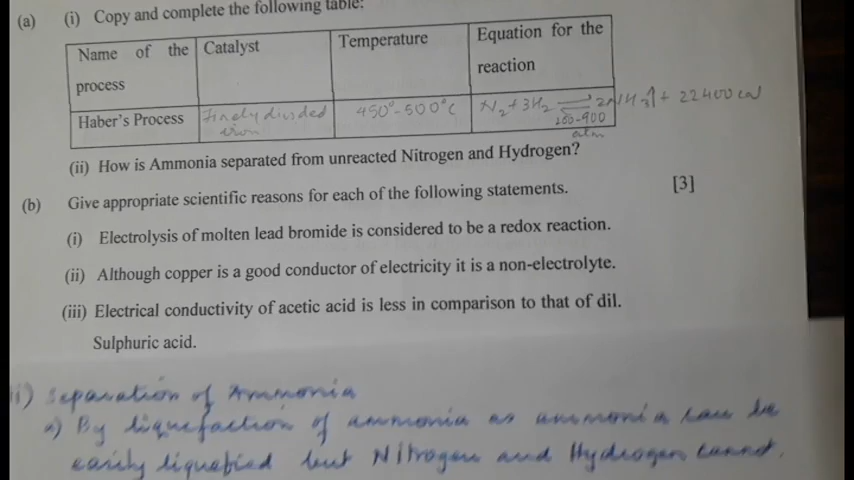 (a) (i) Copy and complete the following table:
Name of the process | Catalyst | Temperature | Equation for the reaction
Haber's Process | Finely divided iron | 450°-500°C | N₂+3H₂ ⇌ 2NH₃↑+ 22400 cal
200-900 atm
(ii) How is Ammonia separated from unreacted Nitrogen and Hydrogen?
(b) Give appropriate scientific reasons for each of the following statements. [3]
(i) Electrolysis of molten lead bromide is considered to be a redox reaction.
(ii) Although copper is a good conductor of electricity it is a non-electrolyte.
(iii) Electrical conductivity of acetic acid is less in comparison to that of dil.
Sulphuric acid.
ii) Separation of Ammonia
a) By liquefaction of ammonia as ammonia can be
easily liquefied but Nitrogen and Hydrogen cannot.